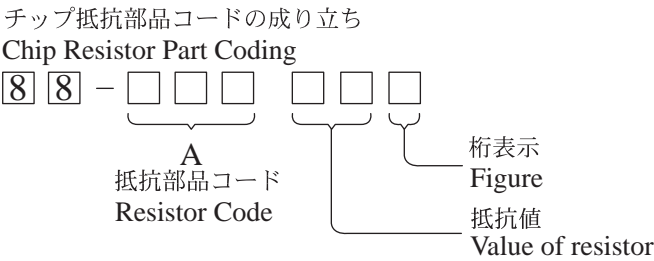 チップ抵抗部品コードの成り立ち
Chip Resistor Part Coding
8 8 – □ □ □ □ □ □
A
抵抗部品コード
Resistor Code
桁表示
Figure
抵抗値
Value of resistor